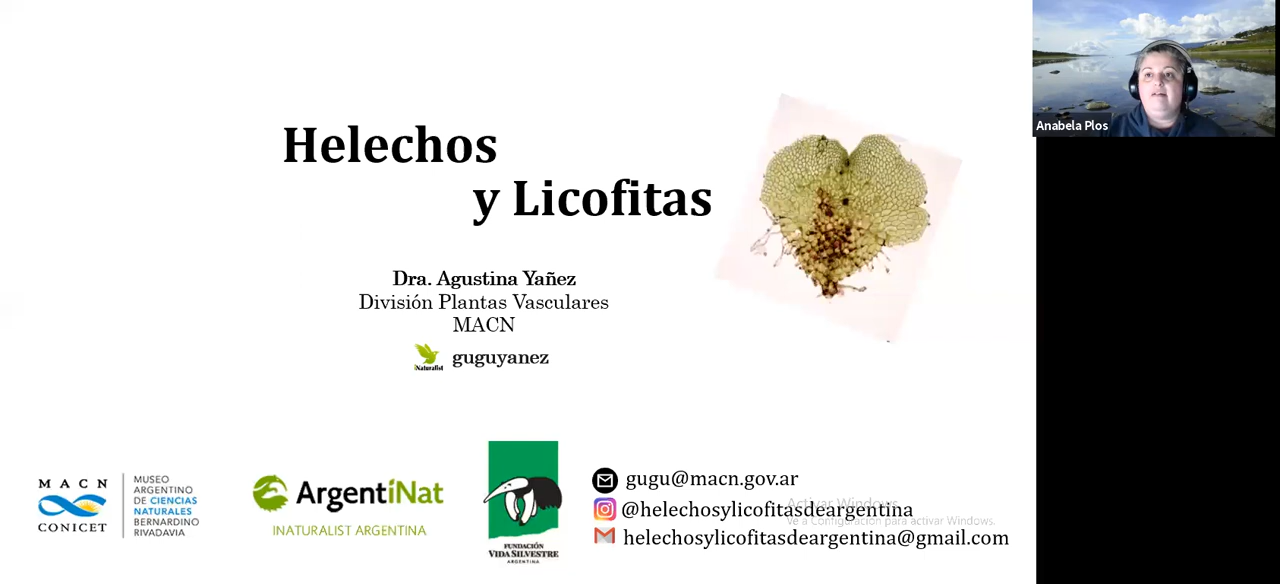 Helechos
y Licofitas
Dra. Agustina Yañez
División Plantas Vasculares
MACN
iNaturalist
guguyanez
MACN
CONICET
MUSEO
ARGENTINO
DE CIENCIAS
NATURALES
BERNARDINO
RIVADAVIA
ArgentiNat
INATURALIST ARGENTINA
FUNDACIÓN
VIDA SILVESTRE
ARGENTINA
gugu@macn.gov.ar
@helechosylicofitasdeargentina
helechosylicofitasdeargentina@gmail.com
Activar Windows
Ve a Configuración para activar Windows.
Anabela Plos